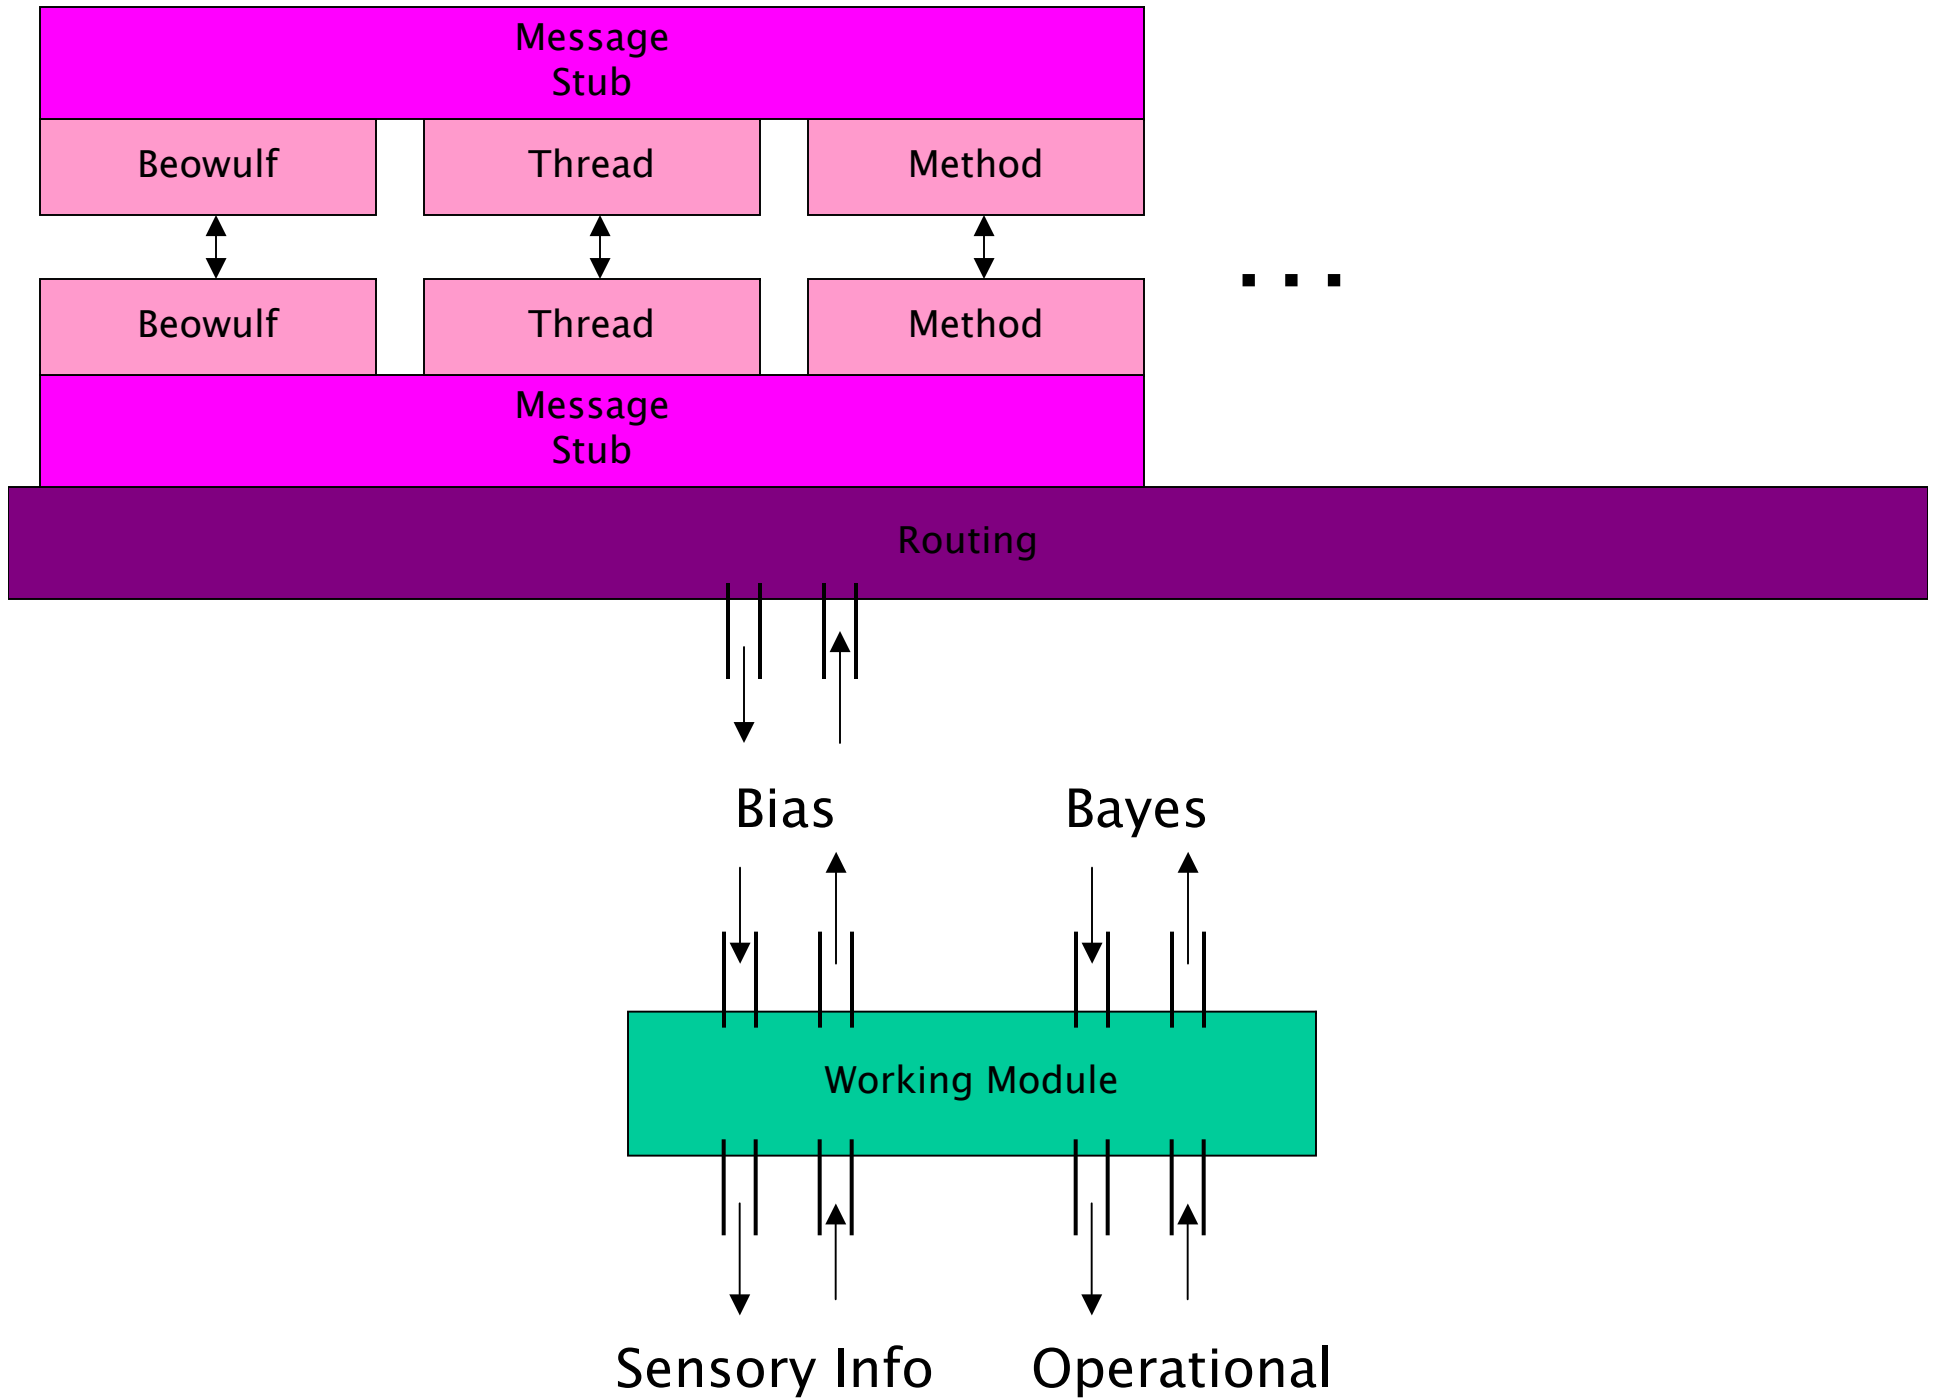 Message
Stub
Beowulf Thread Method
...
Beowulf Thread Method
Message
Stub
Routing
Bias Bayes
Working Module
Sensory Info Operational